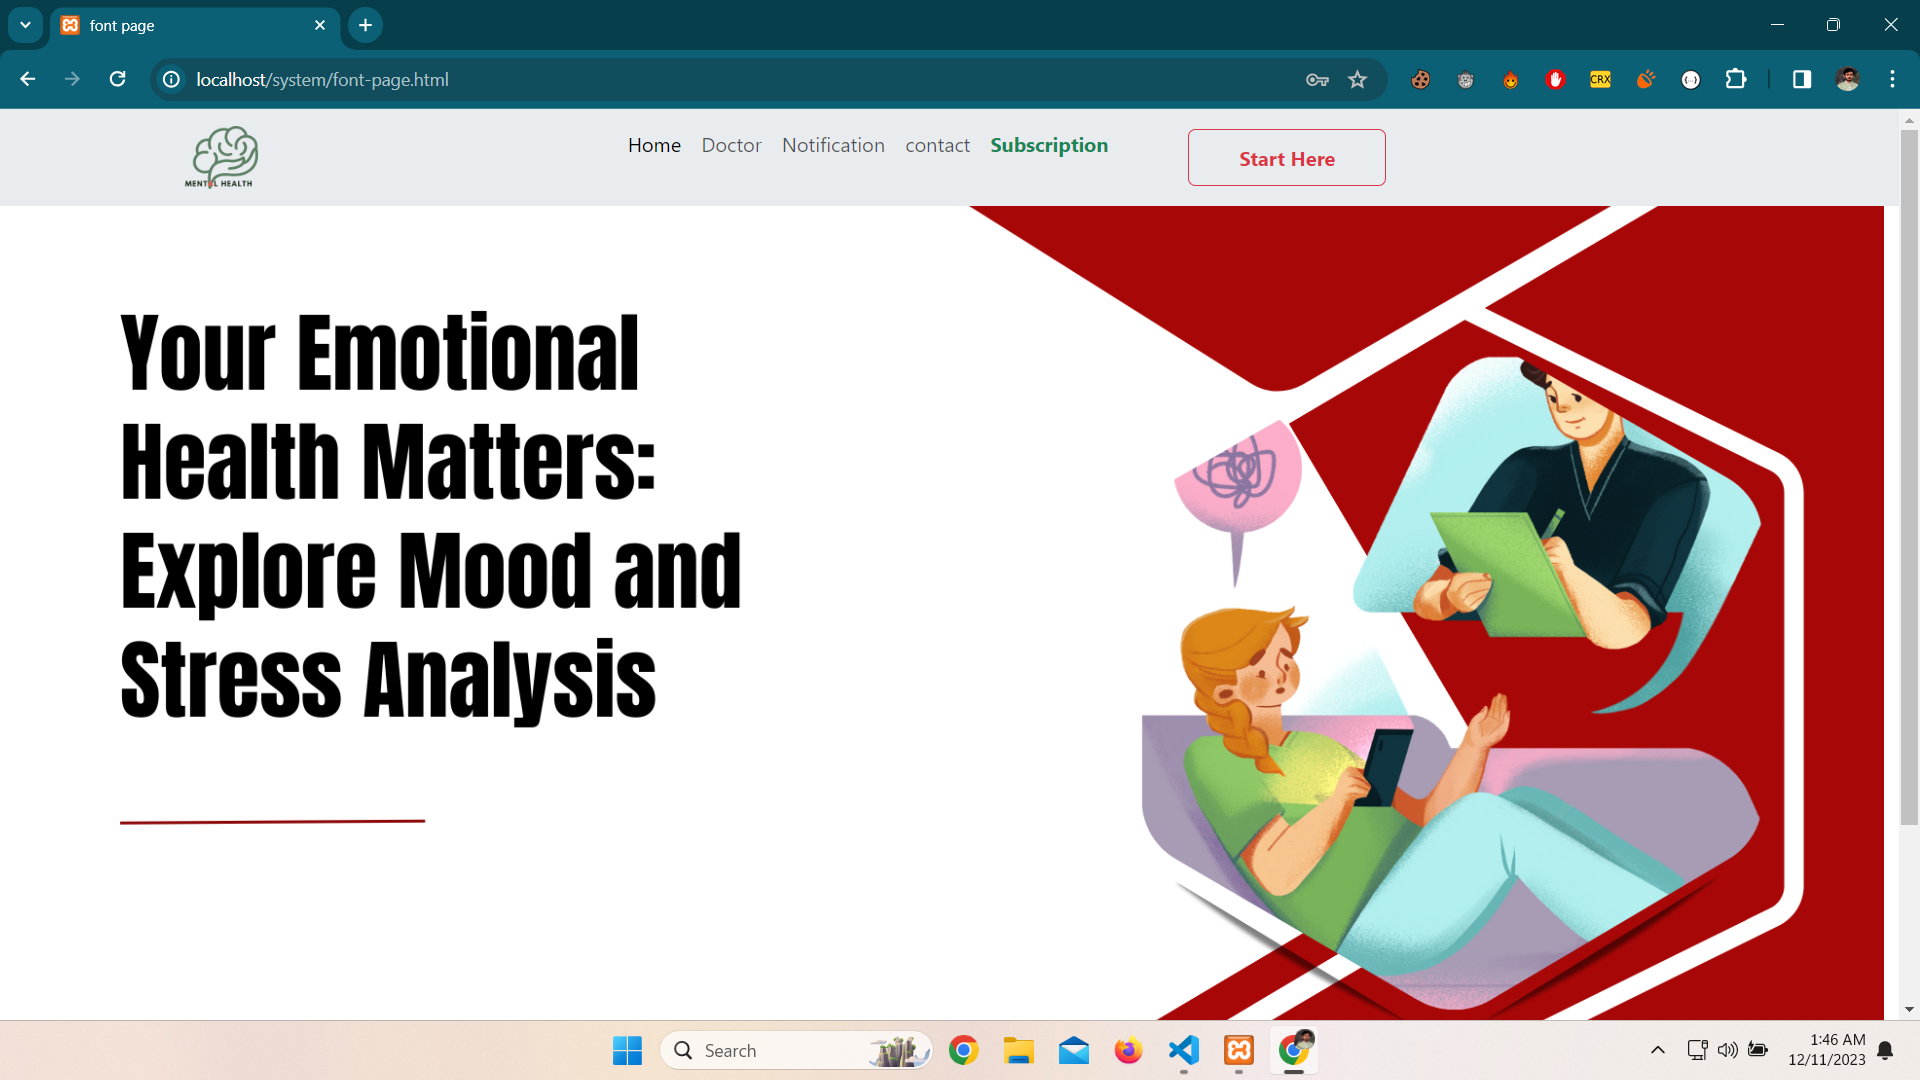 font page
localhost/system/font-page.html
CRX
MENTAL HEALTH
Home Doctor Notification contact Subscription
Start Here
Your Emotional
Health Matters:
Explore Mood and
Stress Analysis
Search
1:46 AM
12/11/2023